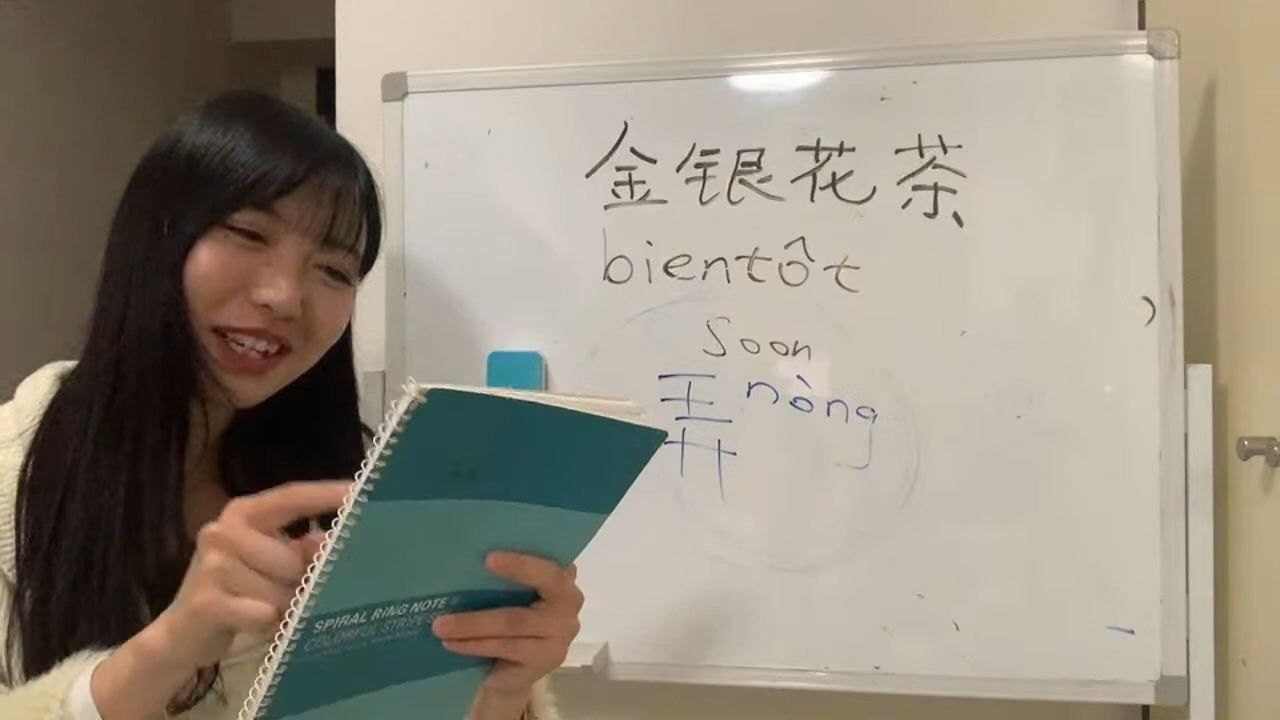 金银花茶
bientôt
Soon
弄 nòng
SPIRAL RING NOTE
COLORFUL STRIPES